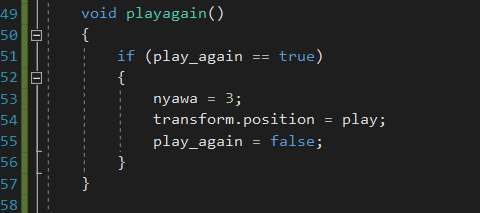 49 void playagain()
50 {
51 if (play_again == true)
52 {
53 nyawa = 3;
54 transform.position = play;
55 play_again = false;
56 }
57 }
58